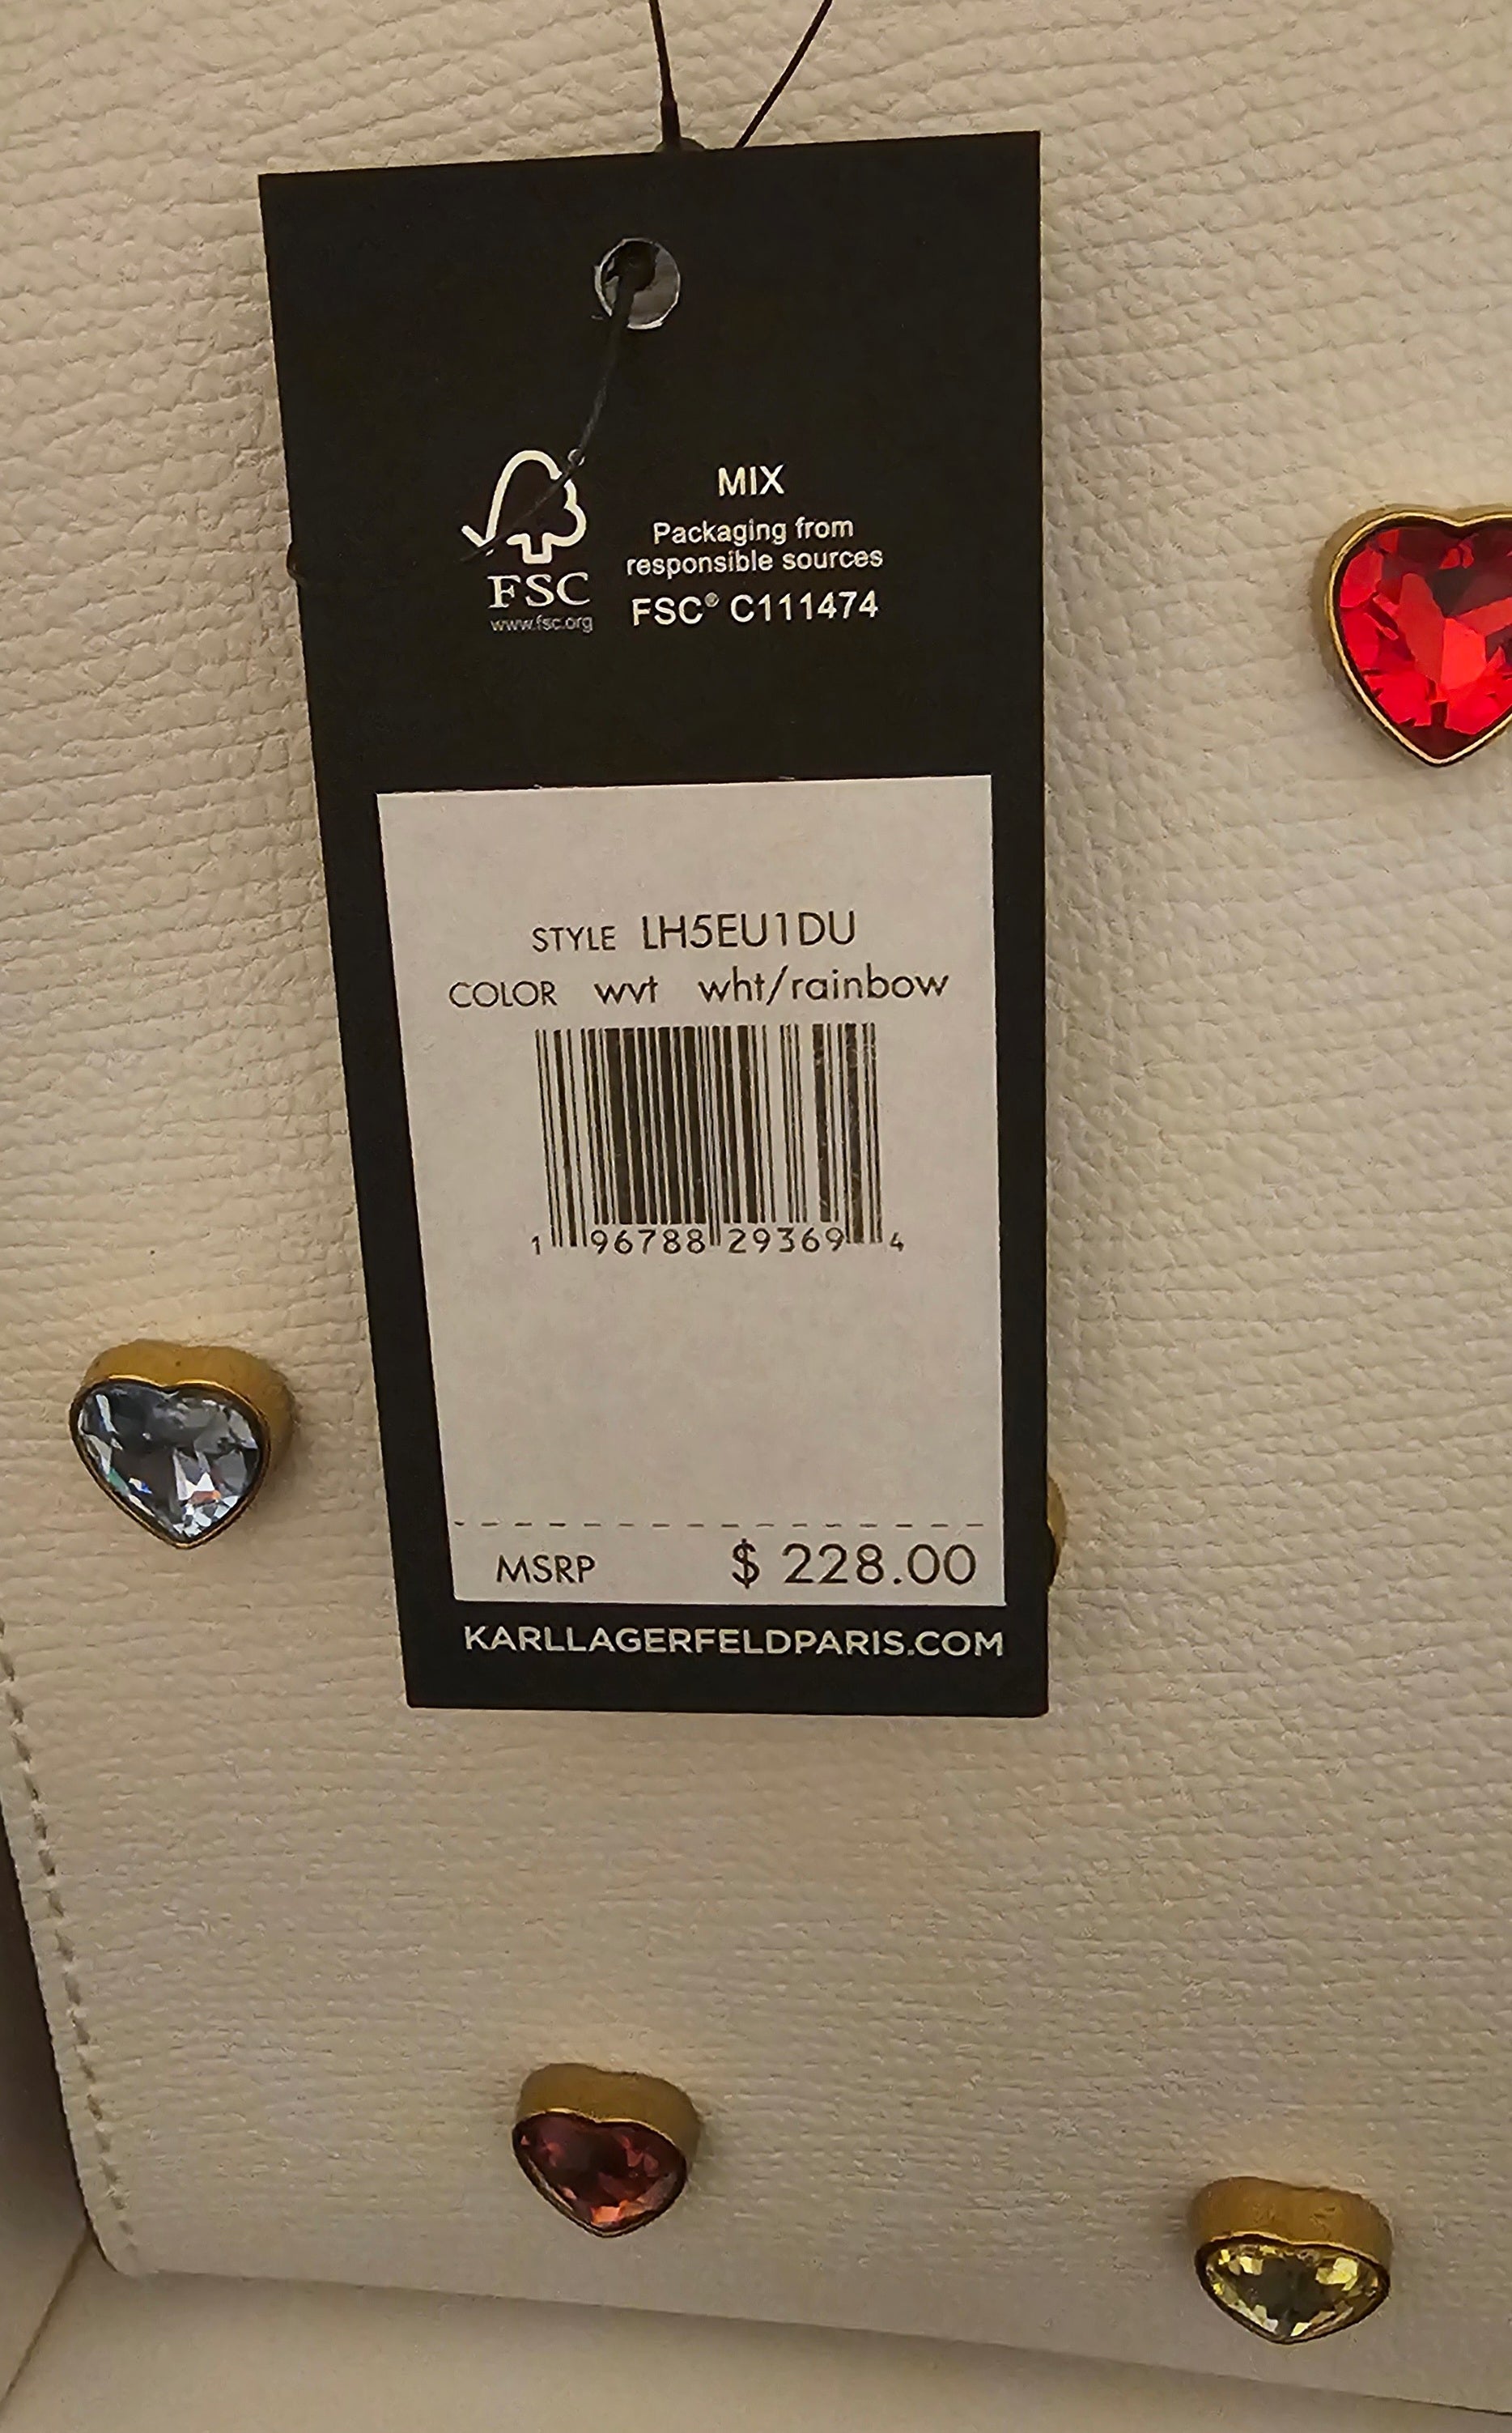 MIX
Packaging from
responsible sources
FSC® C111474
FSC
www.fsc.org
STYLE LH5EU1DU
COLOR wvt wht/rainbow
1 96788 29369 4
MSRP $ 228.00
KARLLAGERFELDPARIS.COM